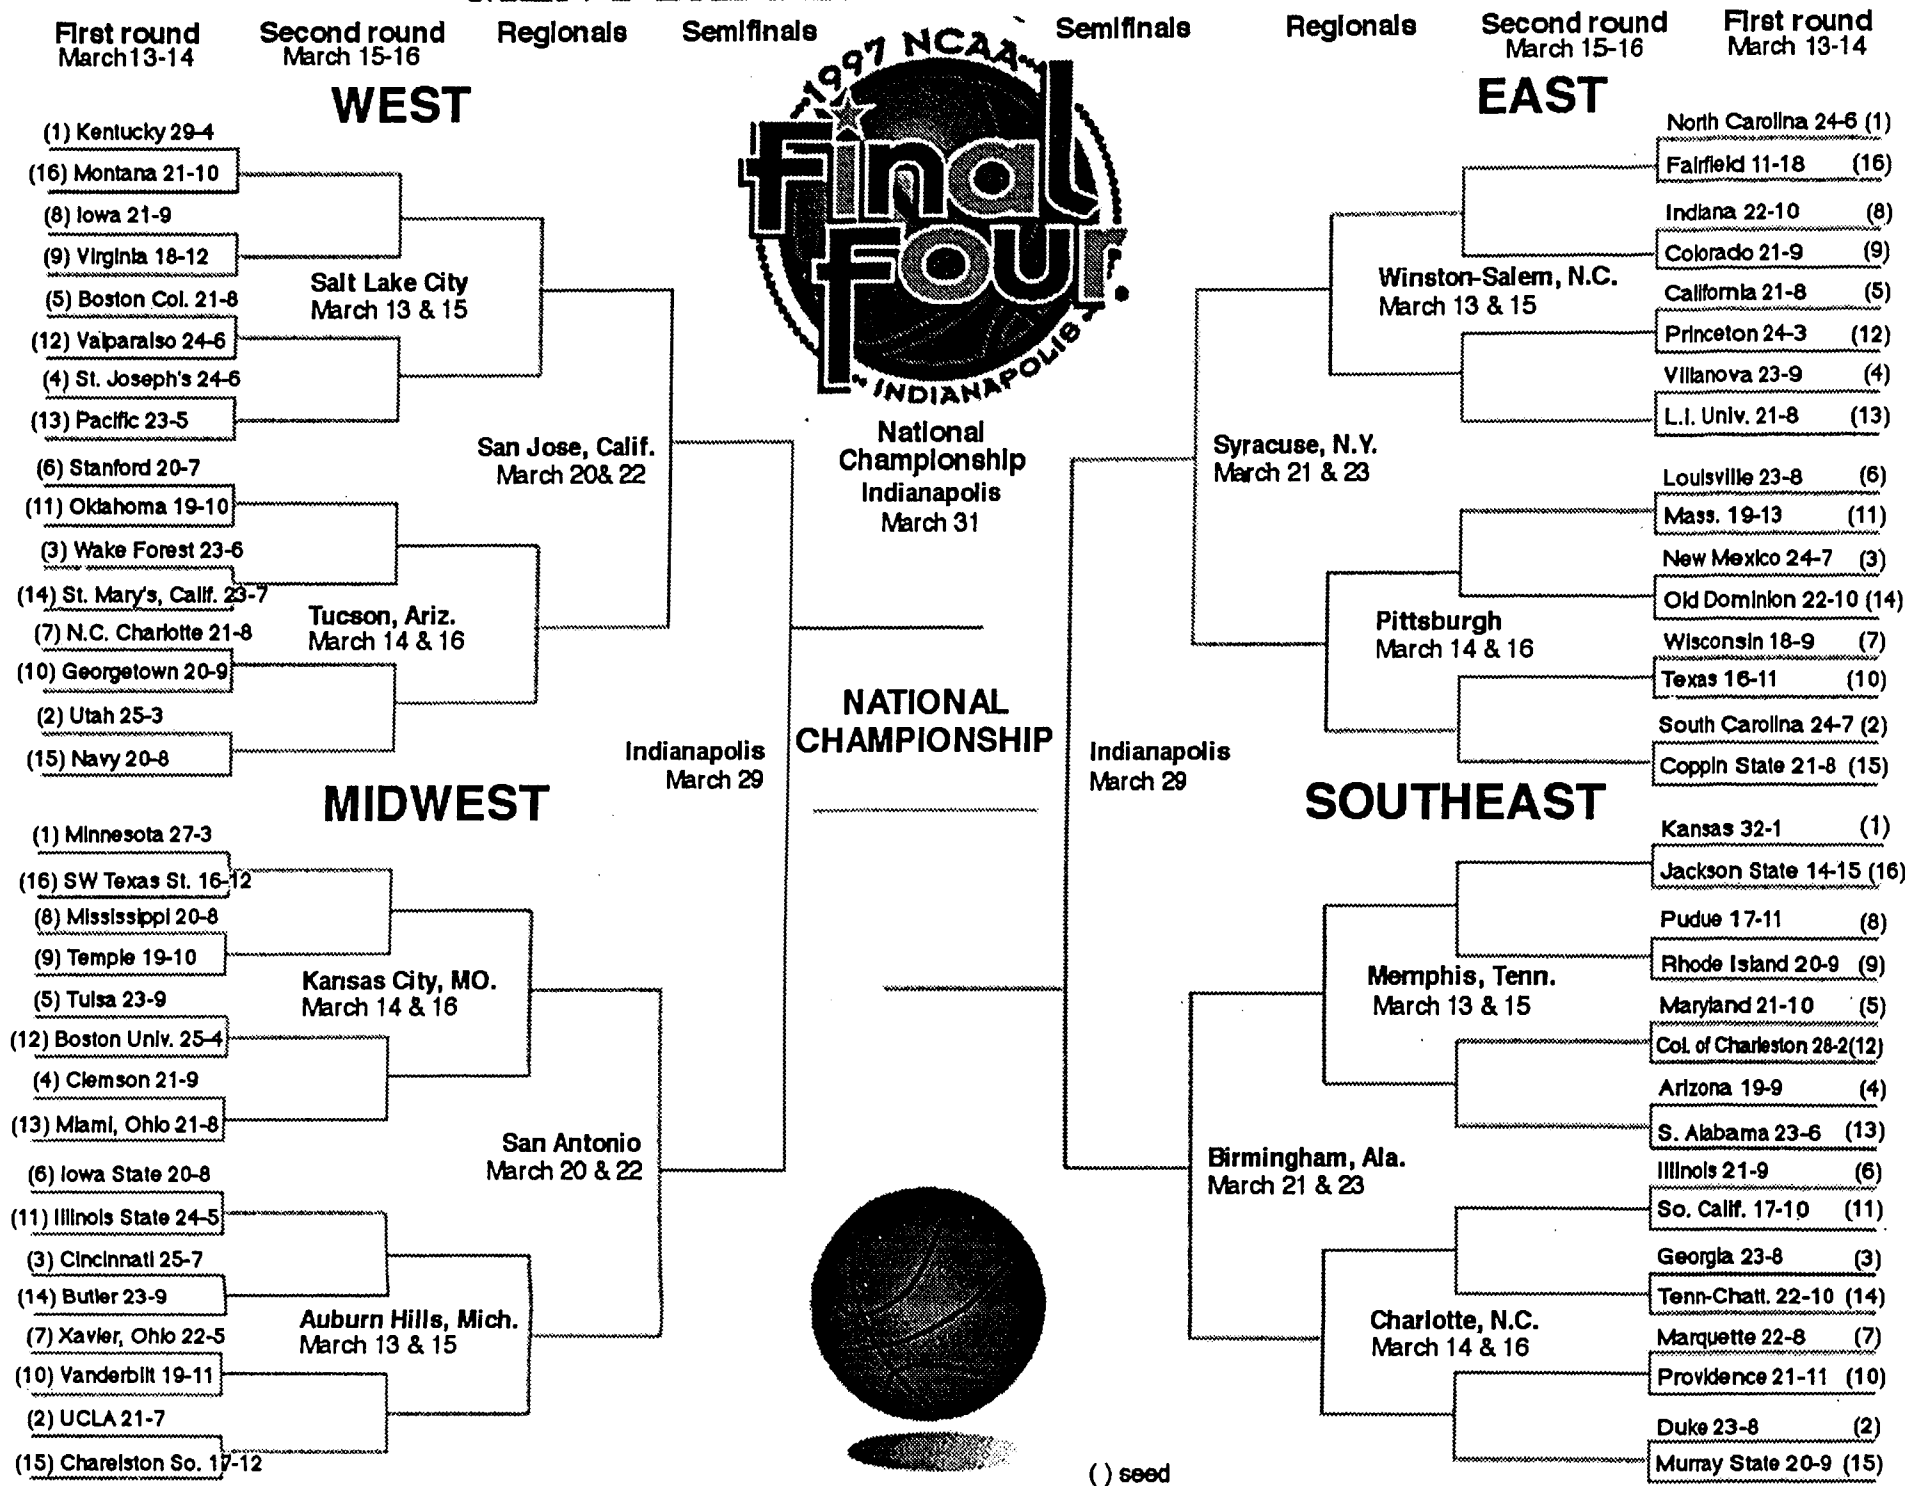 First round
March13-14
Second round
March 15-16
Regionals
Semifinals
Semifinals
Regionals
Second round
March 15-16
First round
March 13-14
1997 NCAA
Final
Four
INDIANAPOLIS
National
Championship
Indianapolis
March 31
WEST
(1) Kentucky 29-4
(16) Montana 21-10
(8) Iowa 21-9
(9) Virginia 18-12
(5) Boston Col. 21-8
(12) Valparaiso 24-6
(4) St. Joseph's 24-6
(13) Pacific 23-5
(6) Stanford 20-7
(11) Oklahoma 19-10
(3) Wake Forest 23-6
(14) St. Mary's, Calif. 23-7
(7) N.C. Charlotte 21-8
(10) Georgetown 20-9
(2) Utah 25-3
(15) Navy 20-8
Salt Lake City
March 13 & 15
San Jose, Calif.
March 20& 22
Tucson, Ariz.
March 14 & 16
Indianapolis
March 29
NATIONAL
CHAMPIONSHIP
MIDWEST
(1) Minnesota 27-3
(16) SW Texas St. 16-12
(8) Mississippi 20-8
(9) Temple 19-10
(5) Tulsa 23-9
(12) Boston Univ. 25-4
(4) Clemson 21-9
(13) Miami, Ohio 21-8
(6) Iowa State 20-8
(11) Illinois State 24-5
(3) Cincinnati 25-7
(14) Butler 23-9
(7) Xavier, Ohio 22-5
(10) Vanderbilt 19-11
(2) UCLA 21-7
(15) Charelston So. 17-12
Kansas City, MO.
March 14 & 16
San Antonio
March 20 & 22
Auburn Hills, Mich.
March 13 & 15
EAST
North Carolina 24-6 (1)
Fairfield 11-18 (16)
Indiana 22-10 (8)
Colorado 21-9 (9)
California 21-8 (5)
Princeton 24-3 (12)
Villanova 23-9 (4)
L.I. Univ. 21-8 (13)
Louisville 23-8 (6)
Mass. 19-13 (11)
New Mexico 24-7 (3)
Old Dominion 22-10 (14)
Wisconsin 18-9 (7)
Texas 16-11 (10)
South Carolina 24-7 (2)
Coppin State 21-8 (15)
Winston-Salem, N.C.
March 13 & 15
Syracuse, N.Y.
March 21 & 23
Pittsburgh
March 14 & 16
Indianapolis
March 29
SOUTHEAST
Kansas 32-1 (1)
Jackson State 14-15 (16)
Pudue 17-11 (8)
Rhode Island 20-9 (9)
Maryland 21-10 (5)
Col. of Charleston 28-2(12)
Arizona 19-9 (4)
S. Alabama 23-6 (13)
Illinois 21-9 (6)
So. Calif. 17-10 (11)
Georgia 23-8 (3)
Tenn-Chatt. 22-10 (14)
Marquette 22-8 (7)
Providence 21-11 (10)
Duke 23-8 (2)
Murray State 20-9 (15)
Memphis, Tenn.
March 13 & 15
Birmingham, Ala.
March 21 & 23
Charlotte, N.C.
March 14 & 16
( ) seed